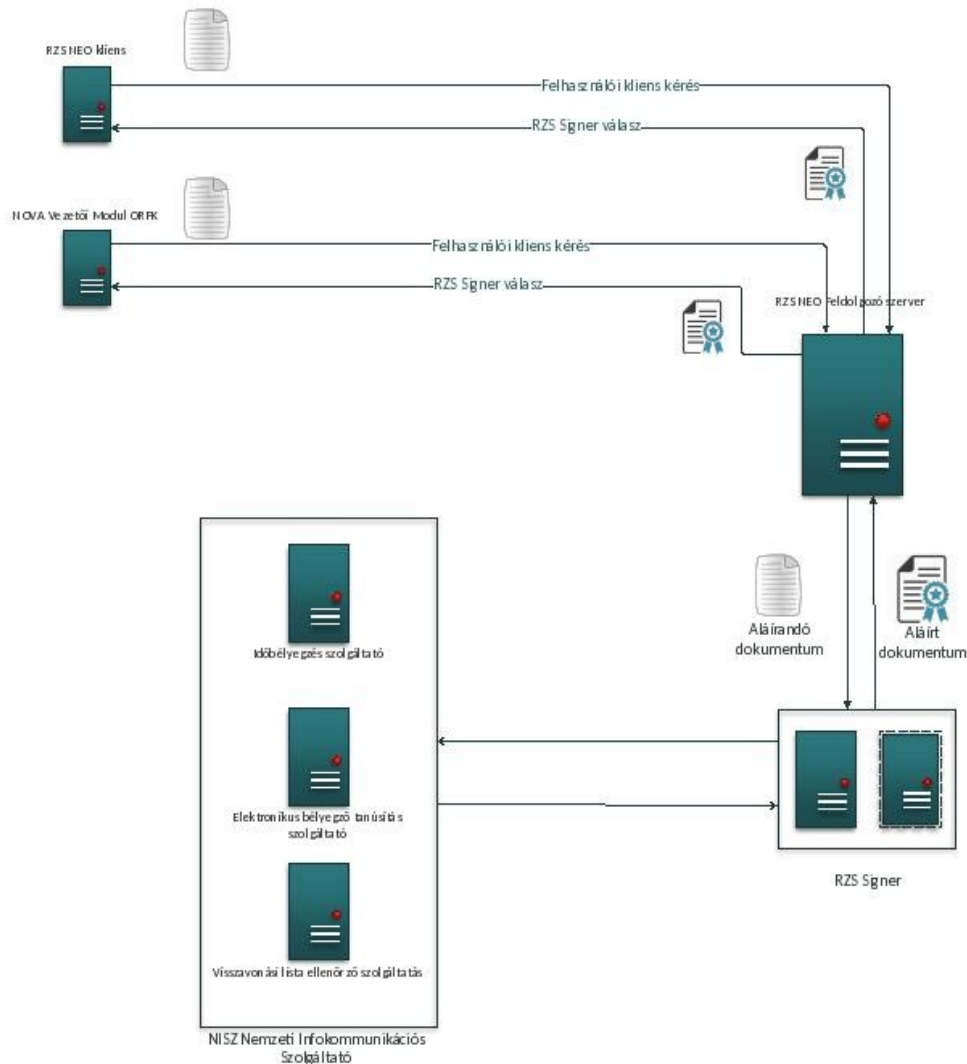 RZS NEO kliens
Felhasználói kliens kérés
RZS Signer válasz
NOVA Vezetői Modul ORFK
Felhasználói kliens kérés
RZS Signer válasz
RZS NEO Feldolgozó szerver
Időbélyegzés szolgáltató
Aláírandó
dokumentum
Aláírt
dokumentum
Elektronikus bélyegző tanúsítás
szolgáltató
RZS Signer
Visszavonási lista ellenőrző szolgáltatás
NISZ Nemzeti Infokommunikációs
Szolgáltató